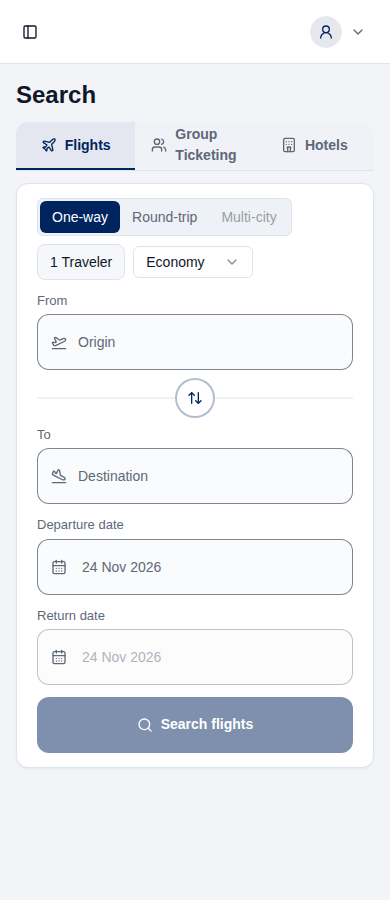 Search
Flights
Group
Ticketing
Hotels
One-way
Round-trip
Multi-city
1 Traveler
Economy
From
Origin
To
Destination
Departure date
24 Nov 2026
Return date
24 Nov 2026
Search flights